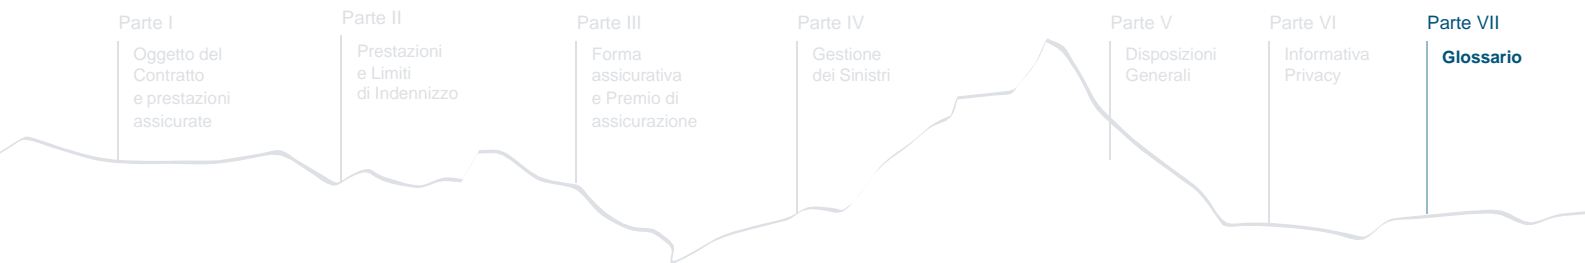 Parte I
Oggetto del
Contratto
e prestazioni
assicurate
Parte II
Prestazioni
e Limiti
di Indennizzo
Parte III
Forma
assicurativa
e Premio di
assicurazione
Parte IV
Gestione
dei Sinistri
Parte V
Disposizioni
Generali
Parte VI
Informativa
Privacy
Parte VII
Glossario